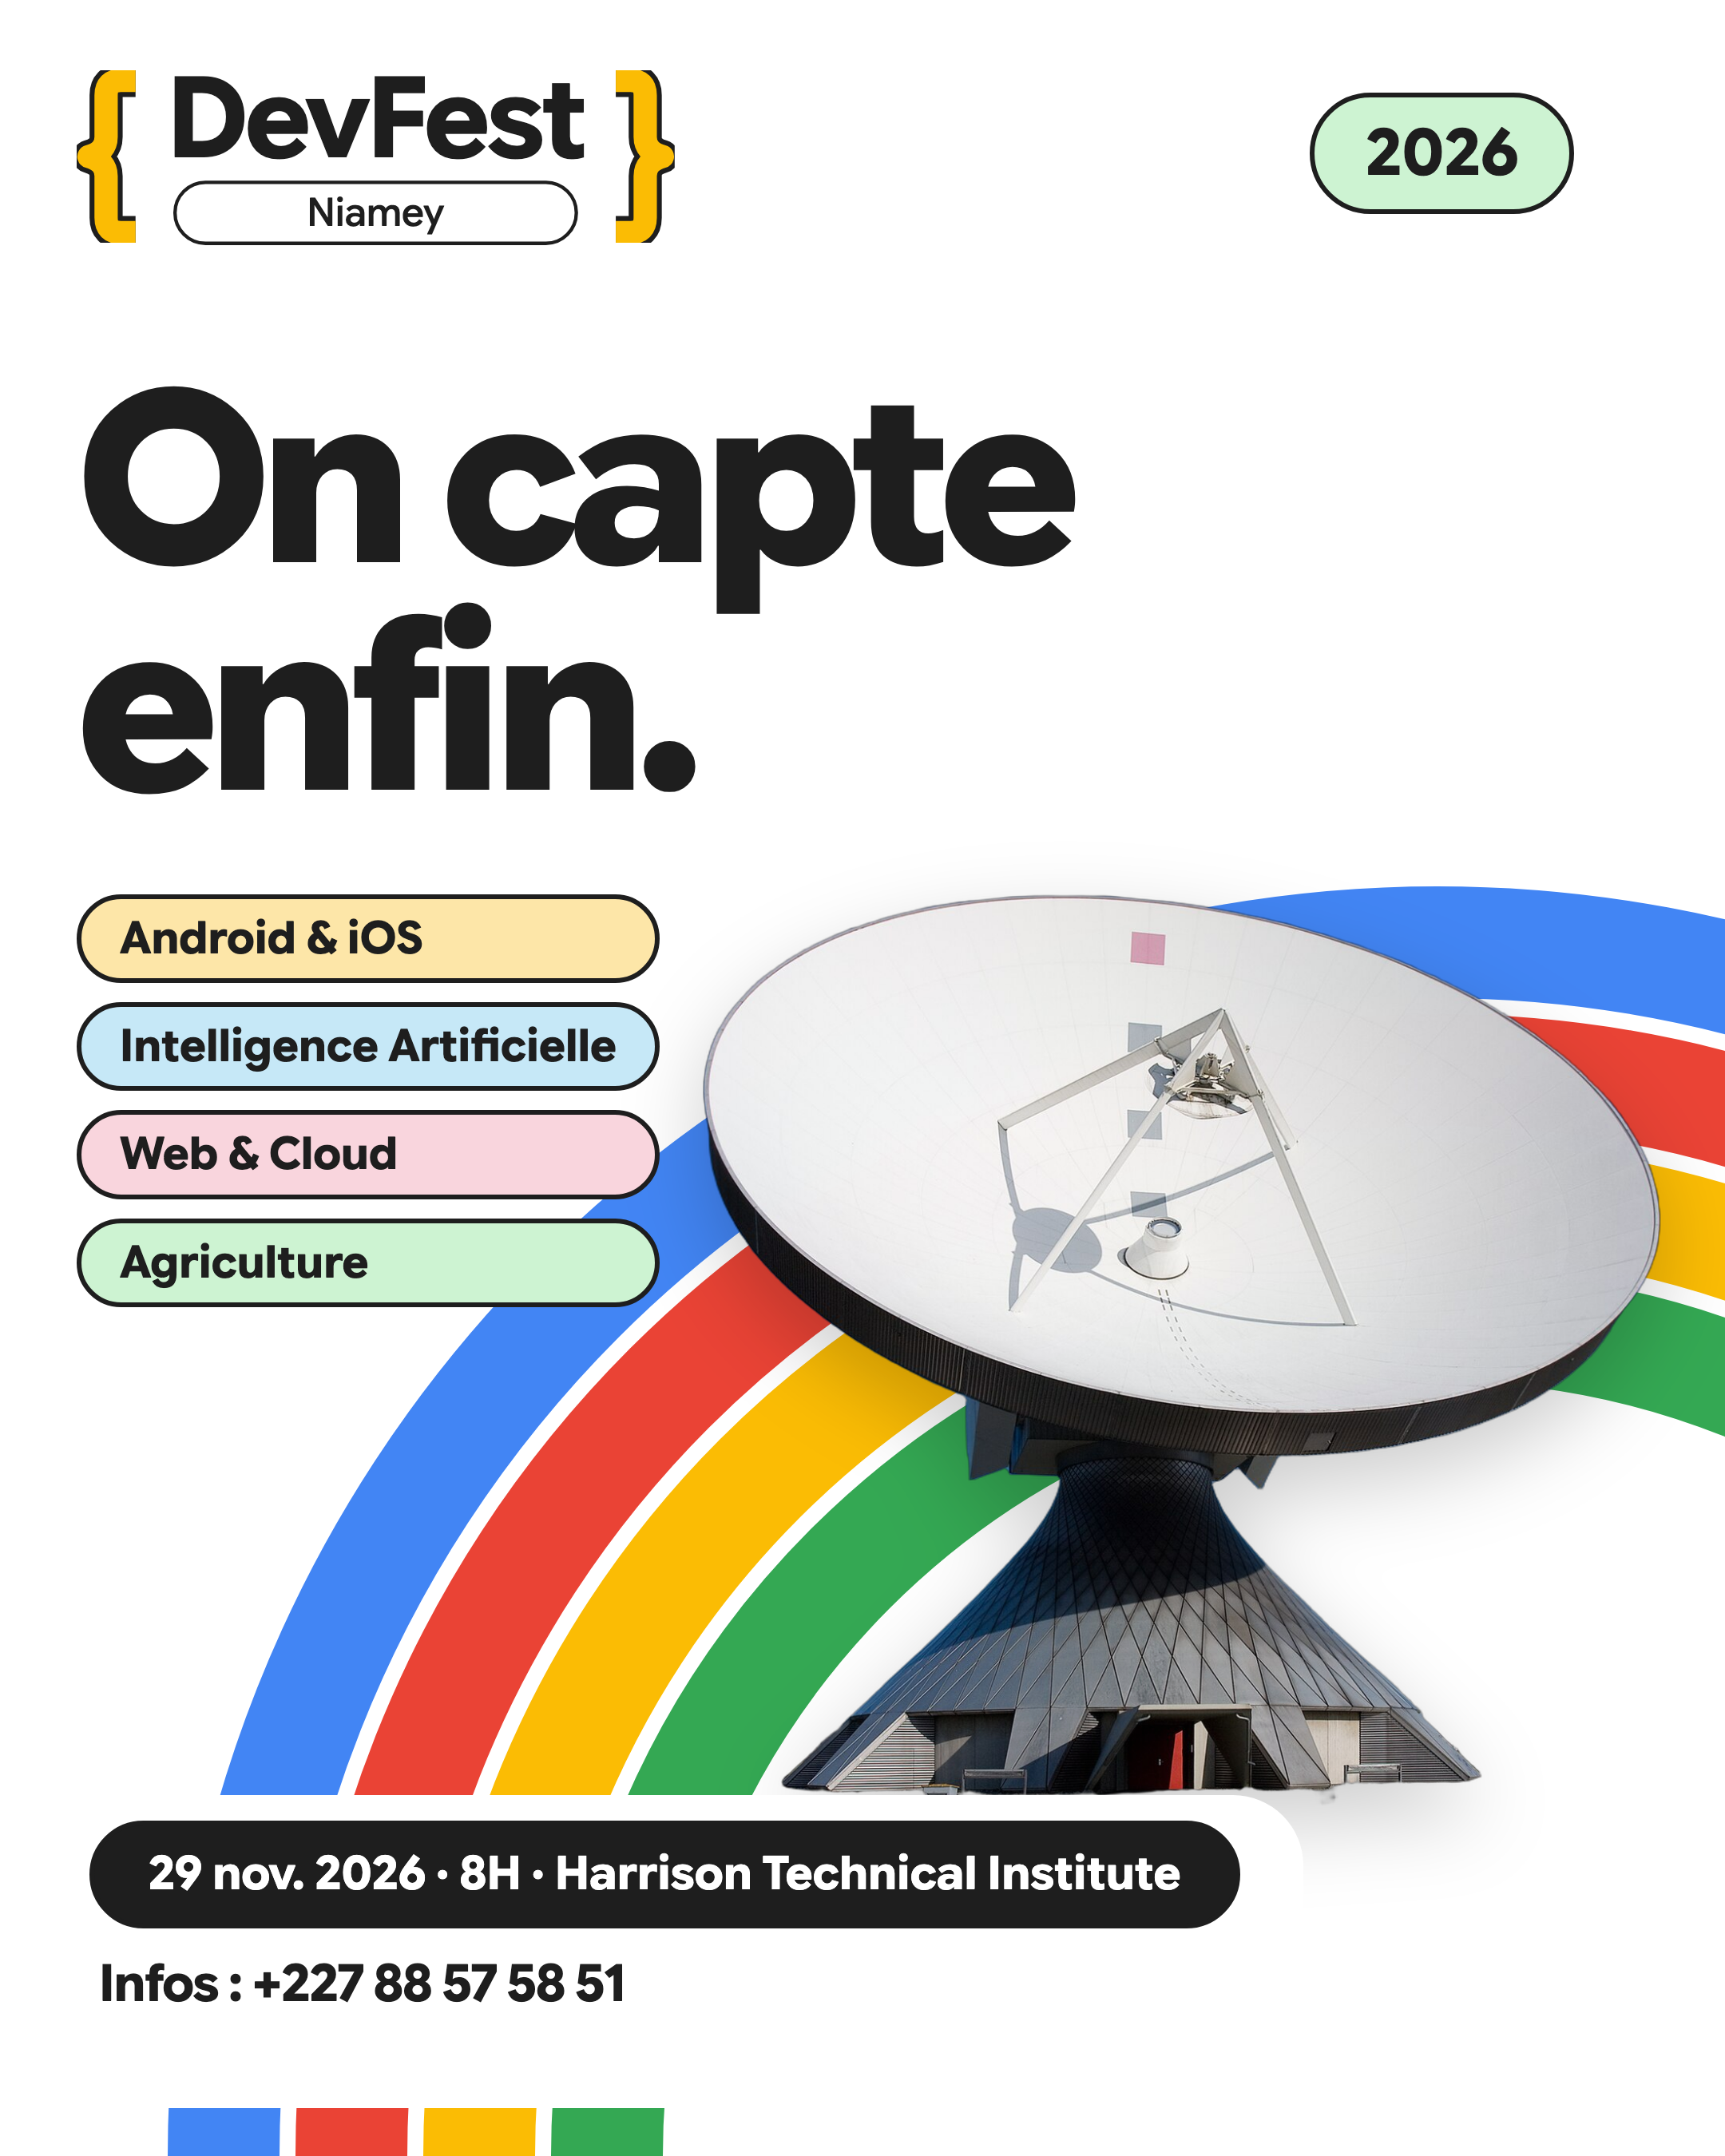 DevFest
Niamey
2026
On capte
enfin.
Android & iOS
Intelligence Artificielle
Web & Cloud
Agriculture
29 nov. 2026 · 8H · Harrison Technical Institute
Infos : +227 88 57 58 51